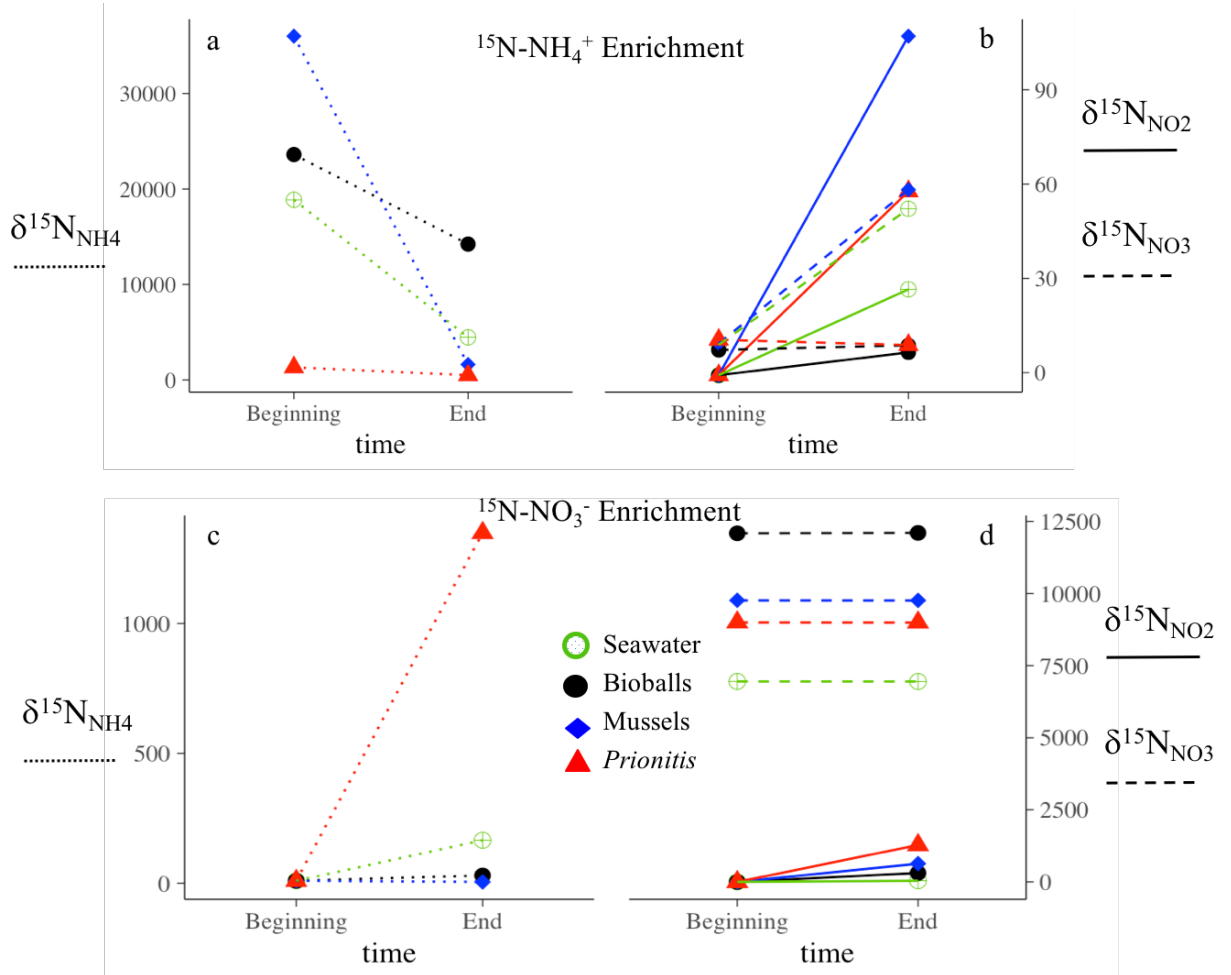 a
¹⁵N-NH₄⁺ Enrichment
b
30000
20000
10000
0
δ¹⁵N_NH4
Beginning
End
time
Beginning
End
time
90
60
30
0
δ¹⁵N_NO2
δ¹⁵N_NO3
¹⁵N-NO₃⁻ Enrichment
c
d
1000
500
0
δ¹⁵N_NH4
Seawater
Bioballs
Mussels
Prionitis
Beginning
End
time
Beginning
End
time
12500
10000
7500
5000
2500
0
δ¹⁵N_NO2
δ¹⁵N_NO3